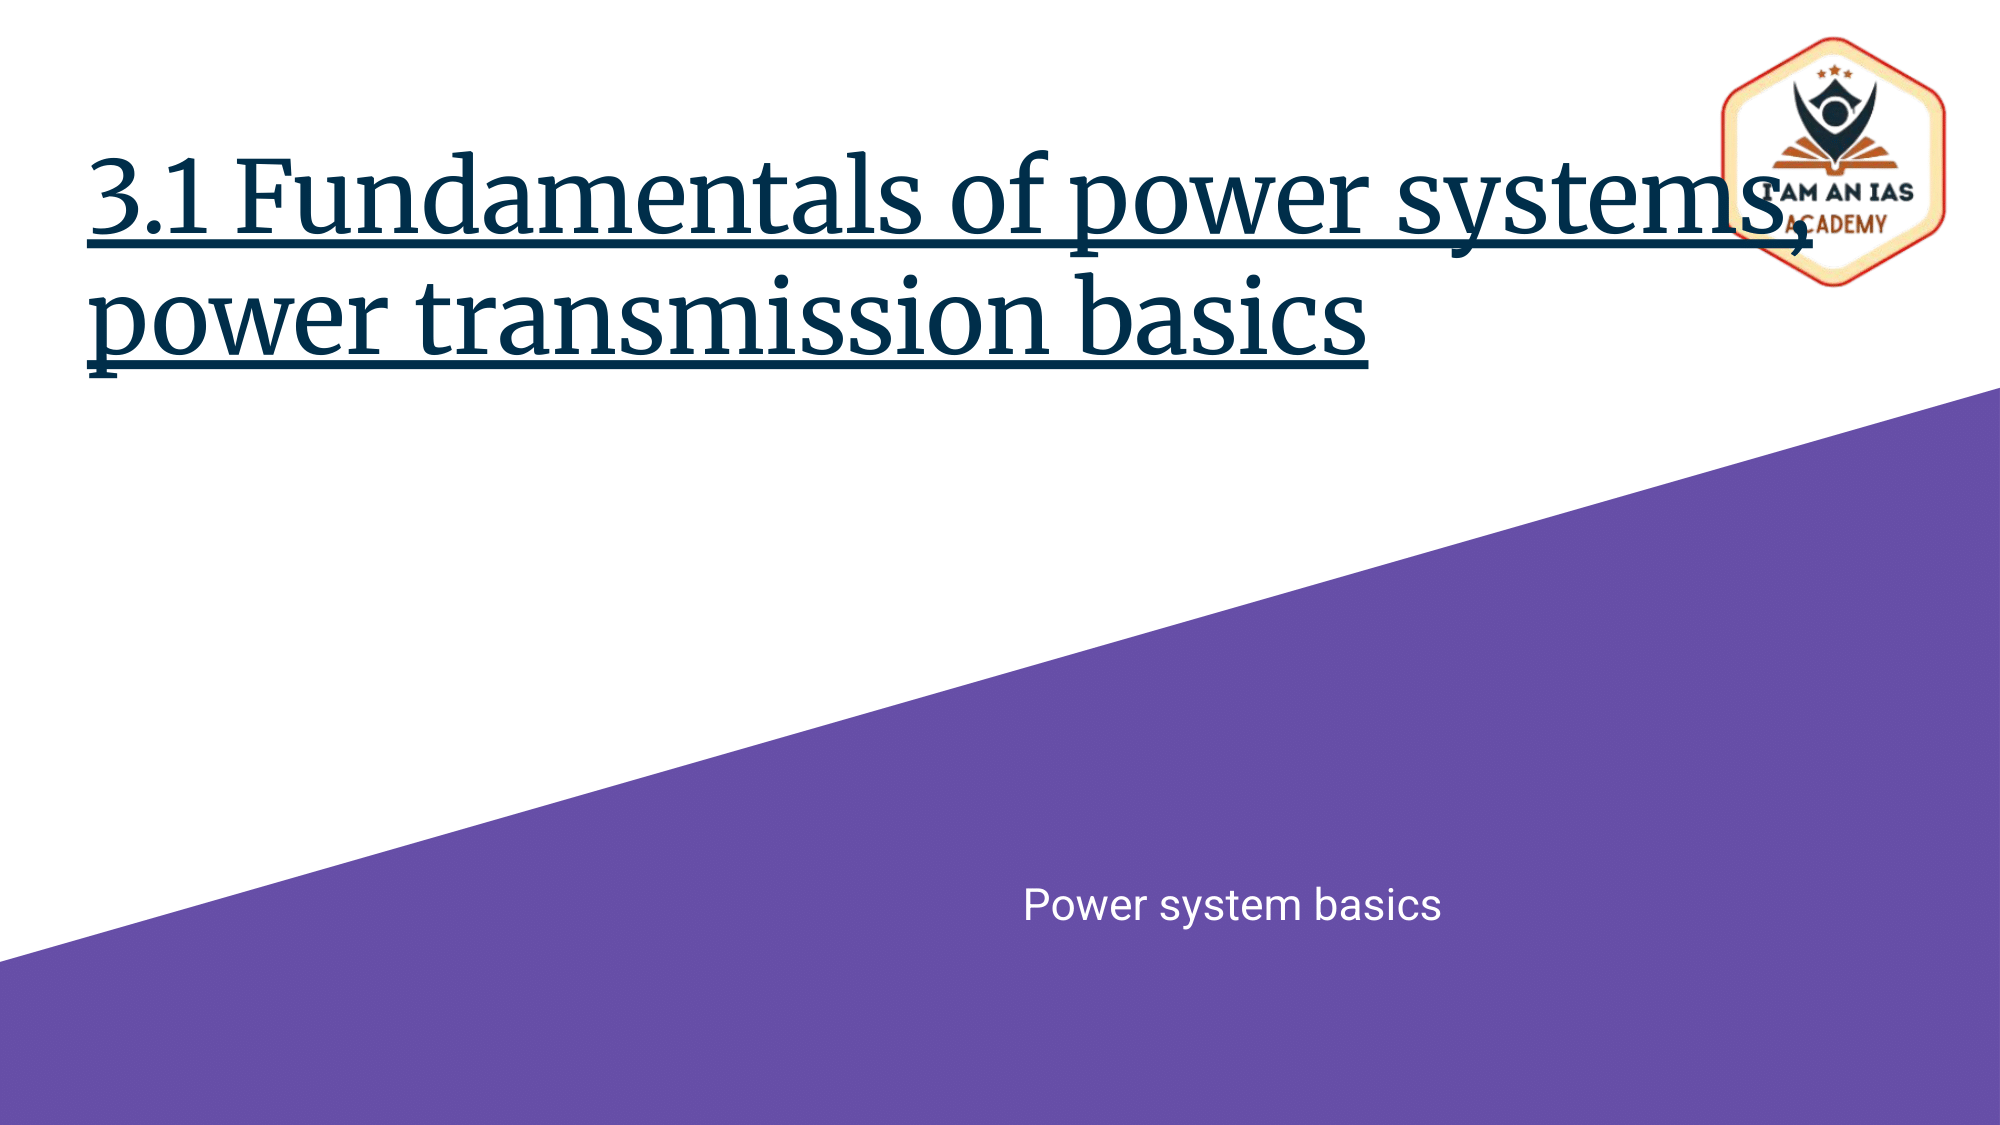 3.1 Fundamentals of power systems,
power transmission basics
I'AM AN IAS
ACADEMY
Power system basics